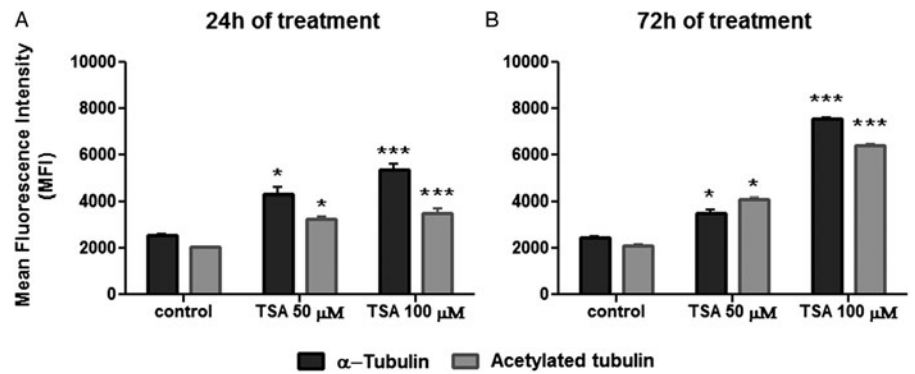 A
24h of treatment
B
72h of treatment
Mean Fluorescence Intensity
(MFI)
10000
8000
6000
4000
2000
0
*
*
***
***
control
TSA 50 μM
TSA 100 μM
10000
8000
6000
4000
2000
0
*
*
***
***
control
TSA 50 μM
TSA 100 μM
α–Tubulin
Acetylated tubulin